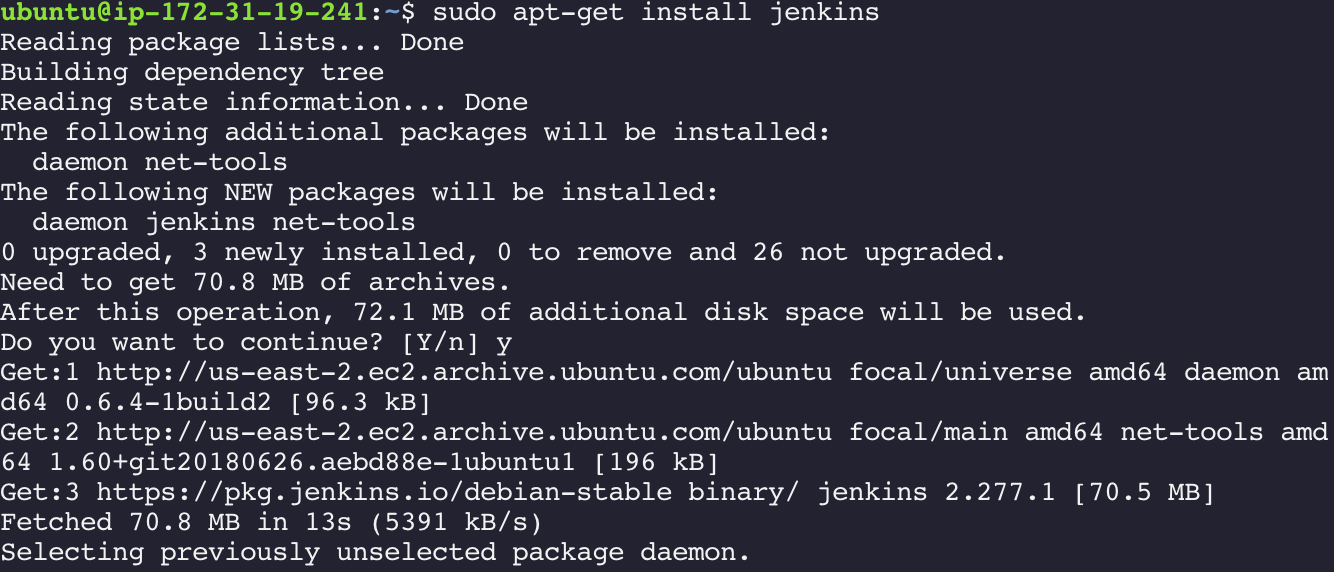 ubuntu@ip-172-31-19-241:~$ sudo apt-get install jenkins
Reading package lists... Done
Building dependency tree
Reading state information... Done
The following additional packages will be installed:
  daemon net-tools
The following NEW packages will be installed:
  daemon jenkins net-tools
0 upgraded, 3 newly installed, 0 to remove and 26 not upgraded.
Need to get 70.8 MB of archives.
After this operation, 72.1 MB of additional disk space will be used.
Do you want to continue? [Y/n] y
Get:1 http://us-east-2.ec2.archive.ubuntu.com/ubuntu focal/universe amd64 daemon am
d64 0.6.4-1build2 [96.3 kB]
Get:2 http://us-east-2.ec2.archive.ubuntu.com/ubuntu focal/main amd64 net-tools amd
64 1.60+git20180626.aebd88e-1ubuntu1 [196 kB]
Get:3 https://pkg.jenkins.io/debian-stable binary/ jenkins 2.277.1 [70.5 MB]
Fetched 70.8 MB in 13s (5391 kB/s)
Selecting previously unselected package daemon.